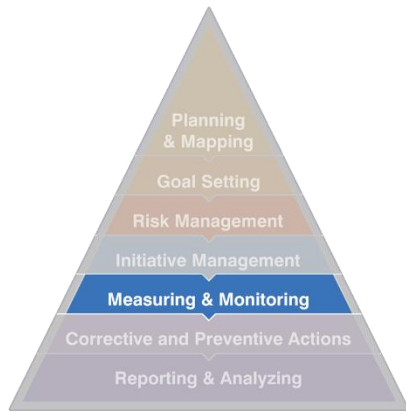 Planning
& Mapping
Goal Setting
Risk Management
Initiative Management
Measuring & Monitoring
Corrective and Preventive Actions
Reporting & Analyzing